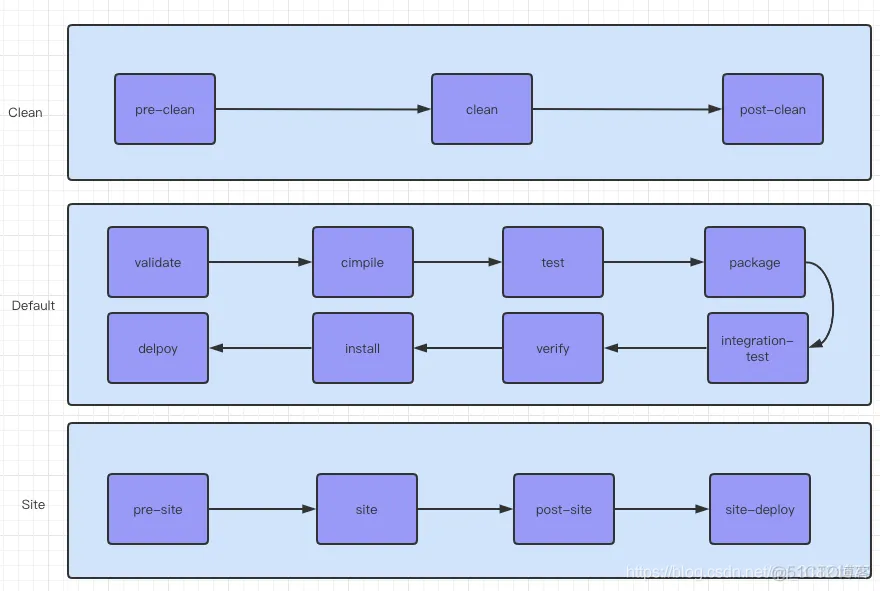 Clean
pre-clean
clean
post-clean
Default
validate
cimpile
test
package
delpoy
install
verify
integration-
test
Site
pre-site
site
post-site
site-deploy
https://blog.csdn.net/@51CTO博客